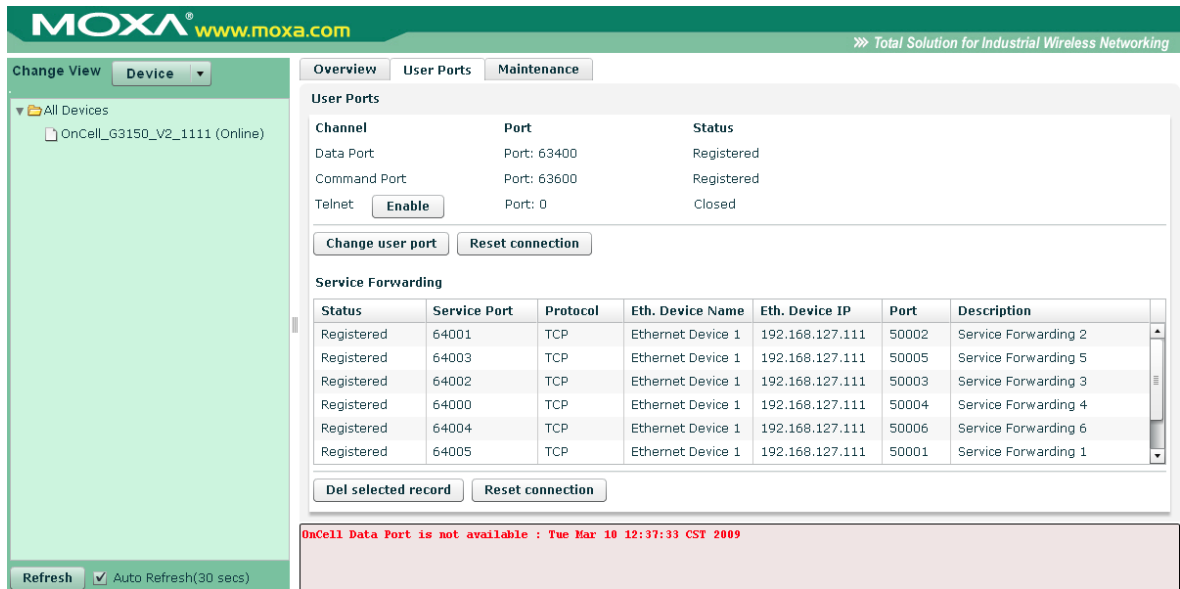 MOXA® www.moxa.com
Total Solution for Industrial Wireless Networking
Change View Device
All Devices
OnCell_G3150_V2_1111 (Online)
Refresh Auto Refresh(30 secs)
Overview User Ports Maintenance
User Ports
Channel Port Status
Data Port Port: 63400 Registered
Command Port Port: 63600 Registered
Telnet Enable Port: 0 Closed
Change user port Reset connection
Service Forwarding
Status Service Port Protocol Eth. Device Name Eth. Device IP Port Description
Registered 64001 TCP Ethernet Device 1 192.168.127.111 50002 Service Forwarding 2
Registered 64003 TCP Ethernet Device 1 192.168.127.111 50005 Service Forwarding 5
Registered 64002 TCP Ethernet Device 1 192.168.127.111 50003 Service Forwarding 3
Registered 64000 TCP Ethernet Device 1 192.168.127.111 50004 Service Forwarding 4
Registered 64004 TCP Ethernet Device 1 192.168.127.111 50006 Service Forwarding 6
Registered 64005 TCP Ethernet Device 1 192.168.127.111 50001 Service Forwarding 1
Del selected record Reset connection
OnCell Data Port is not available : Tue Mar 10 12:37:33 CST 2009